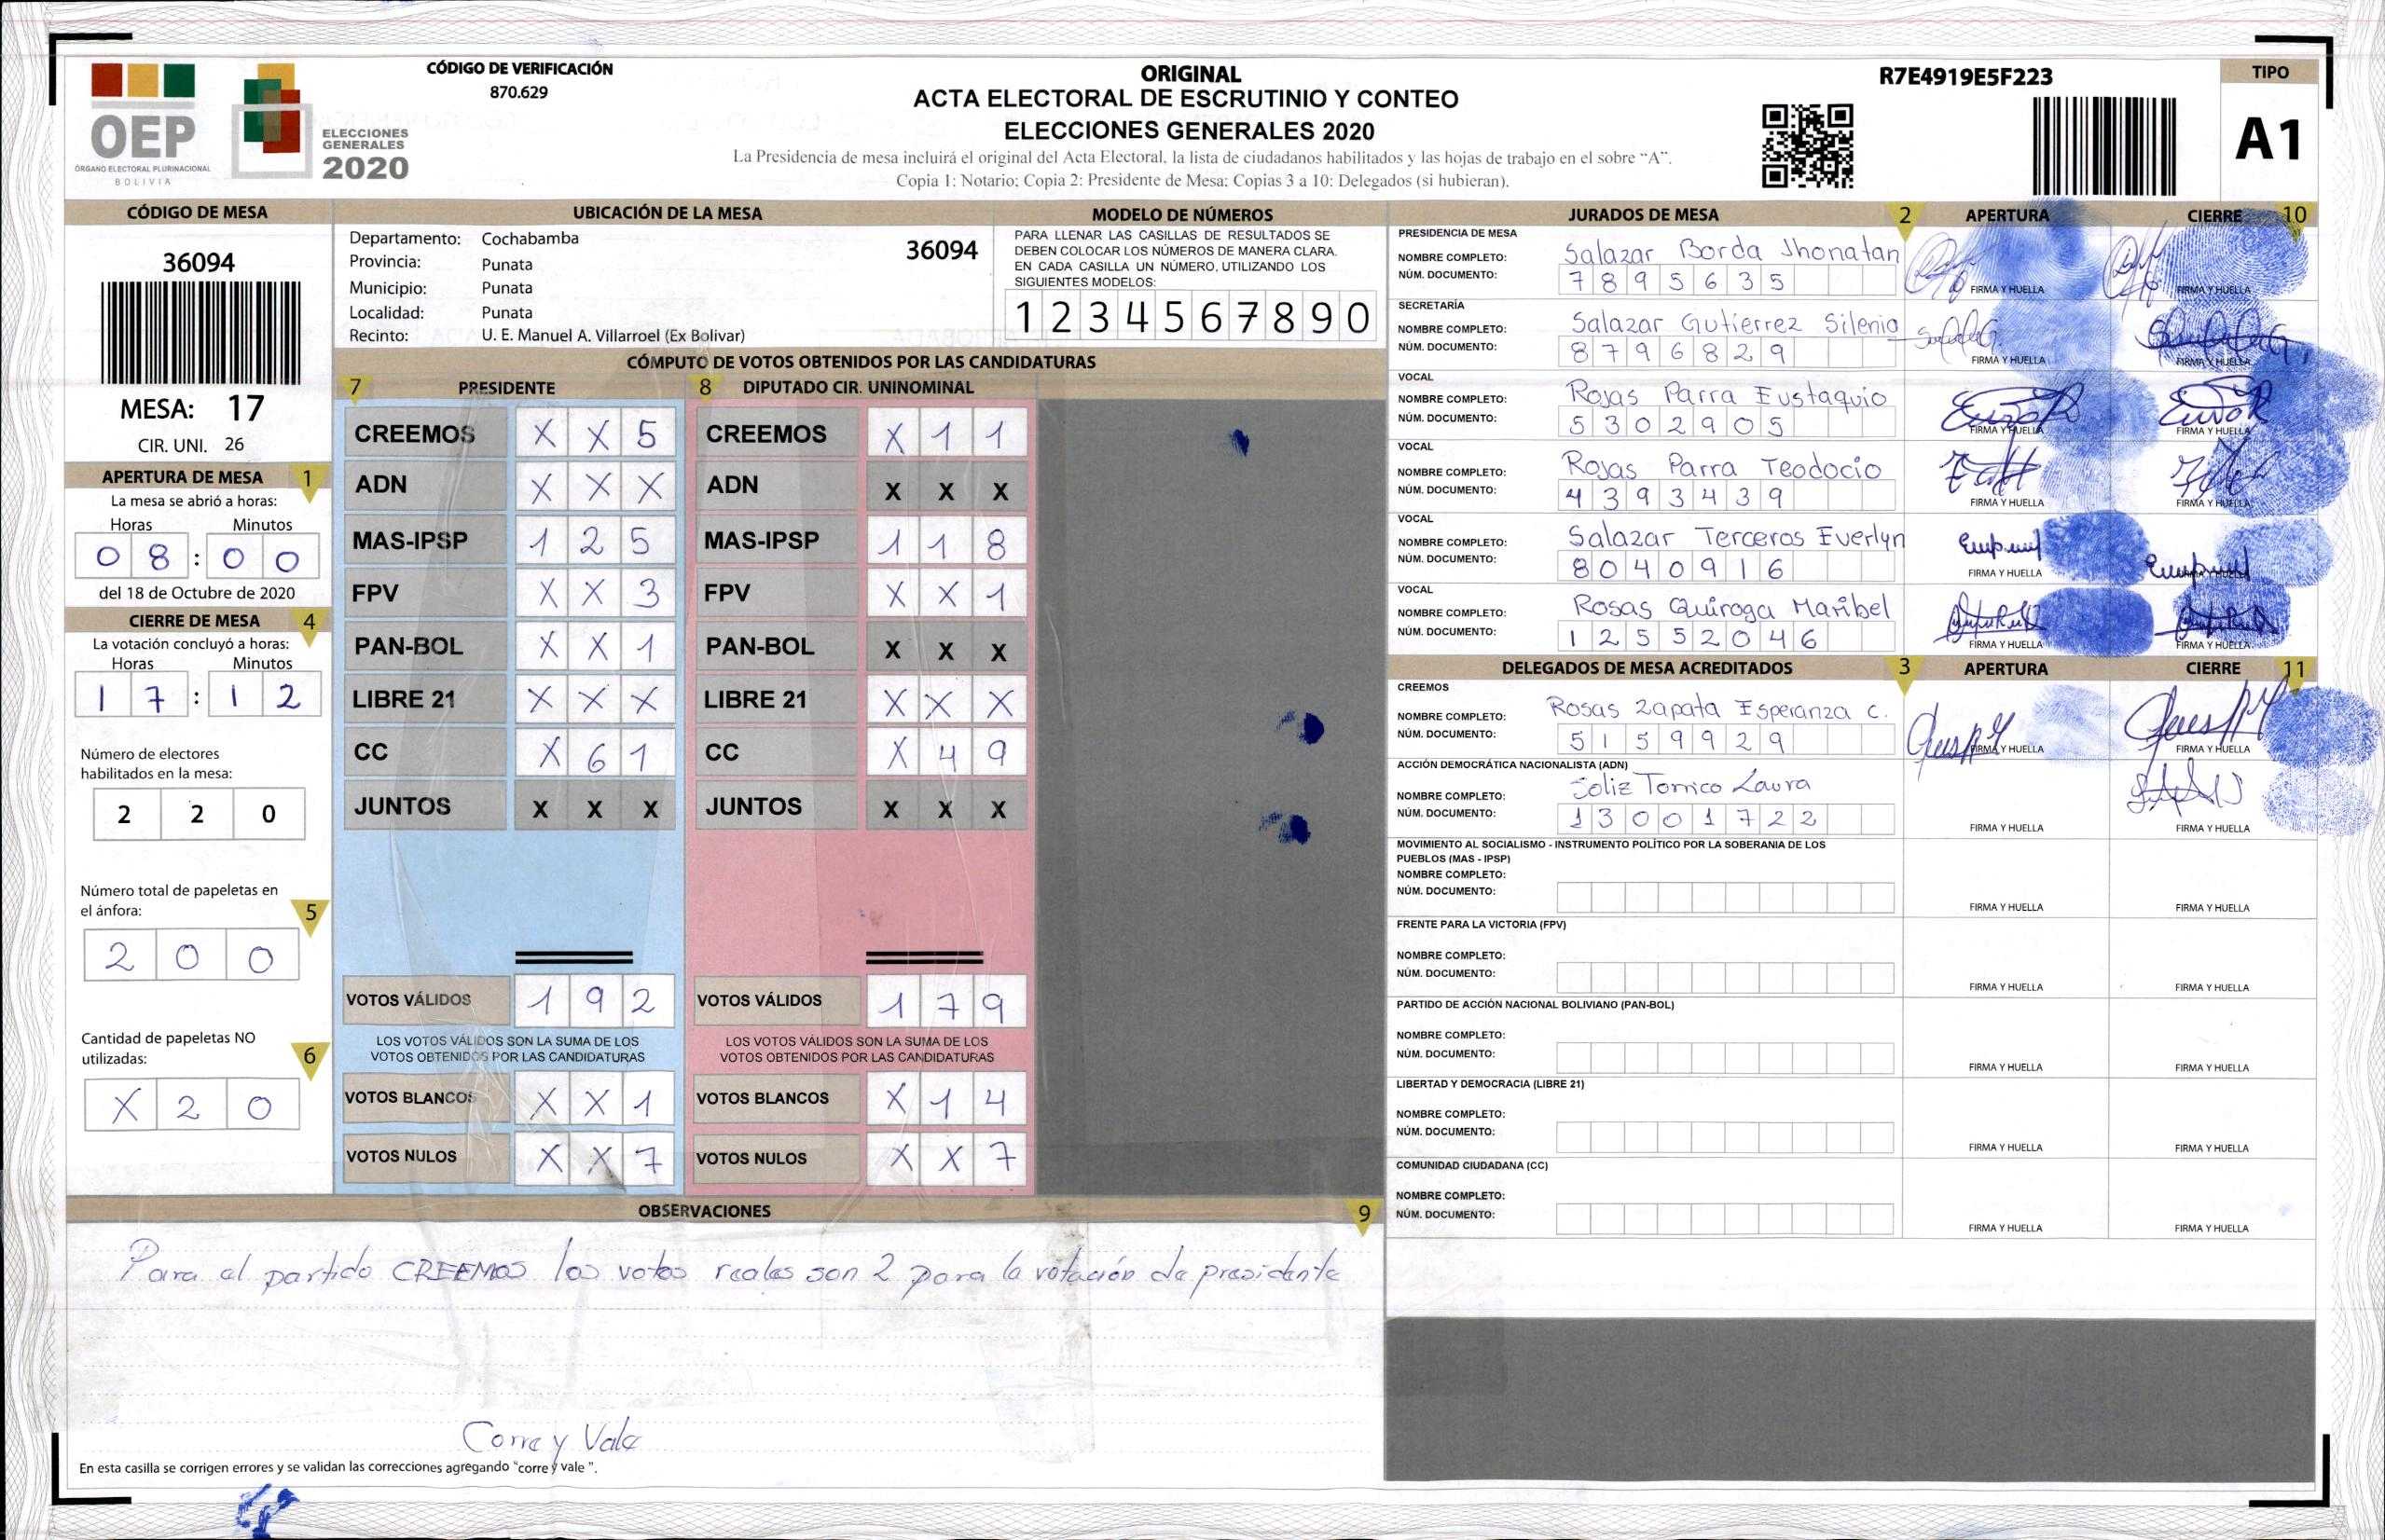 OEP
ÓRGANO ELECTORAL PLURINACIONAL
BOLIVIA
ELECCIONES
GENERALES
2020
CÓDIGO DE VERIFICACIÓN
870.629
ORIGINAL
ACTA ELECTORAL DE ESCRUTINIO Y CONTEO
ELECCIONES GENERALES 2020
La Presidencia de mesa incluirá el original del Acta Electoral, la lista de ciudadanos habilitados y las hojas de trabajo en el sobre "A".
Copia 1: Notario; Copia 2: Presidente de Mesa; Copias 3 a 10: Delegados (si hubieran).
R7E4919E5F223
TIPO
A1
CÓDIGO DE MESA
36094
MESA: 17
CIR. UNI. 26
APERTURA DE MESA 1
La mesa se abrió a horas:
Horas Minutos
0 8 : 0 0
del 18 de Octubre de 2020
CIERRE DE MESA 4
La votación concluyó a horas:
Horas Minutos
1 7 : 1 2
Número de electores
habilitados en la mesa:
2 2 0
Número total de papeletas en
el ánfora: 5
2 0 0
Cantidad de papeletas NO
utilizadas: 6
X 2 0
UBICACIÓN DE LA MESA
Departamento: Cochabamba 36094
Provincia: Punata
Municipio: Punata
Localidad: Punata
Recinto: U. E. Manuel A. Villarroel (Ex Bolivar)
MODELO DE NÚMEROS
PARA LLENAR LAS CASILLAS DE RESULTADOS SE
DEBEN COLOCAR LOS NÚMEROS DE MANERA CLARA.
EN CADA CASILLA UN NÚMERO, UTILIZANDO LOS
SIGUIENTES MODELOS:
1 2 3 4 5 6 7 8 9 0
CÓMPUTO DE VOTOS OBTENIDOS POR LAS CANDIDATURAS
7 PRESIDENTE
CREEMOS X X 5
ADN X X X
MAS-IPSP 1 2 5
FPV X X 3
PAN-BOL X X 1
LIBRE 21 X X X
CC X 6 1
JUNTOS X X X
VOTOS VÁLIDOS 1 9 2
LOS VOTOS VÁLIDOS SON LA SUMA DE LOS
VOTOS OBTENIDOS POR LAS CANDIDATURAS
VOTOS BLANCOS X X 1
VOTOS NULOS X X 7
8 DIPUTADO CIR. UNINOMINAL
CREEMOS X 1 1
ADN X X X
MAS-IPSP 1 1 8
FPV X X 1
PAN-BOL X X X
LIBRE 21 X X X
CC X 4 9
JUNTOS X X X
VOTOS VÁLIDOS 1 7 9
LOS VOTOS VÁLIDOS SON LA SUMA DE LOS
VOTOS OBTENIDOS POR LAS CANDIDATURAS
VOTOS BLANCOS X 1 4
VOTOS NULOS X X 7
OBSERVACIONES 9
Para el partido CREEMOS los votos reales son 2 para la votación de presidente
Corre y Vale
En esta casilla se corrigen errores y se validan las correcciones agregando "corre y vale ".
JURADOS DE MESA 2 APERTURA CIERRE 10
PRESIDENCIA DE MESA
NOMBRE COMPLETO: Salazar Borda Jhonatan
NÚM. DOCUMENTO: 7 8 9 5 6 3 5
FIRMA Y HUELLA FIRMA Y HUELLA
SECRETARÍA
NOMBRE COMPLETO: Salazar Gutierrez Silenia
NÚM. DOCUMENTO: 8 7 9 6 8 2 9
FIRMA Y HUELLA FIRMA Y HUELLA
VOCAL
NOMBRE COMPLETO: Rojas Parra Eustaquio
NÚM. DOCUMENTO: 5 3 0 2 9 0 5
FIRMA Y HUELLA FIRMA Y HUELLA
VOCAL
NOMBRE COMPLETO: Rojas Parra Teodocio
NÚM. DOCUMENTO: 4 3 9 3 4 3 9
FIRMA Y HUELLA FIRMA Y HUELLA
VOCAL
NOMBRE COMPLETO: Salazar Terceros Everlyn
NÚM. DOCUMENTO: 8 0 4 0 9 1 6
FIRMA Y HUELLA FIRMA Y HUELLA
VOCAL
NOMBRE COMPLETO: Rosas Quiroga Maribel
NÚM. DOCUMENTO: 1 2 5 5 2 0 4 6
FIRMA Y HUELLA FIRMA Y HUELLA
DELEGADOS DE MESA ACREDITADOS 3 APERTURA CIERRE 11
CREEMOS
NOMBRE COMPLETO: Rosas Zapata Esperanza C.
NÚM. DOCUMENTO: 5 1 5 9 9 2 9
FIRMA Y HUELLA FIRMA Y HUELLA
ACCIÓN DEMOCRÁTICA NACIONALISTA (ADN)
NOMBRE COMPLETO: Soliz Torrico Laura
NÚM. DOCUMENTO: 1 3 0 0 1 7 2 2
FIRMA Y HUELLA FIRMA Y HUELLA
MOVIMIENTO AL SOCIALISMO - INSTRUMENTO POLÍTICO POR LA SOBERANIA DE LOS
PUEBLOS (MAS - IPSP)
NOMBRE COMPLETO:
NÚM. DOCUMENTO:
FIRMA Y HUELLA FIRMA Y HUELLA
FRENTE PARA LA VICTORIA (FPV)
NOMBRE COMPLETO:
NÚM. DOCUMENTO:
FIRMA Y HUELLA FIRMA Y HUELLA
PARTIDO DE ACCIÓN NACIONAL BOLIVIANO (PAN-BOL)
NOMBRE COMPLETO:
NÚM. DOCUMENTO:
FIRMA Y HUELLA FIRMA Y HUELLA
LIBERTAD Y DEMOCRACIA (LIBRE 21)
NOMBRE COMPLETO:
NÚM. DOCUMENTO:
FIRMA Y HUELLA FIRMA Y HUELLA
COMUNIDAD CIUDADANA (CC)
NOMBRE COMPLETO:
NÚM. DOCUMENTO:
FIRMA Y HUELLA FIRMA Y HUELLA